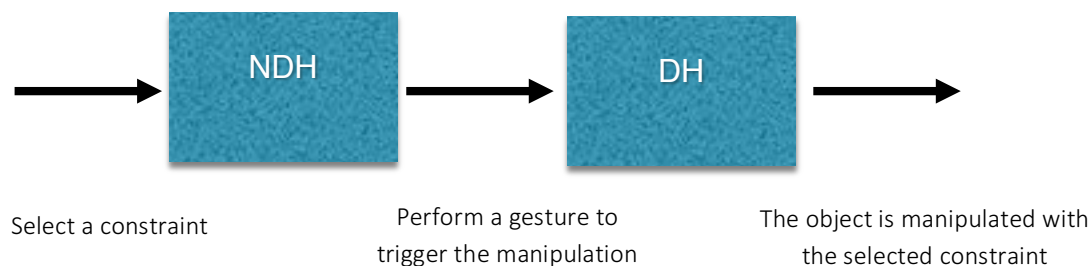 NDH
DH
Select a constraint
Perform a gesture to
trigger the manipulation
The object is manipulated with
the selected constraint